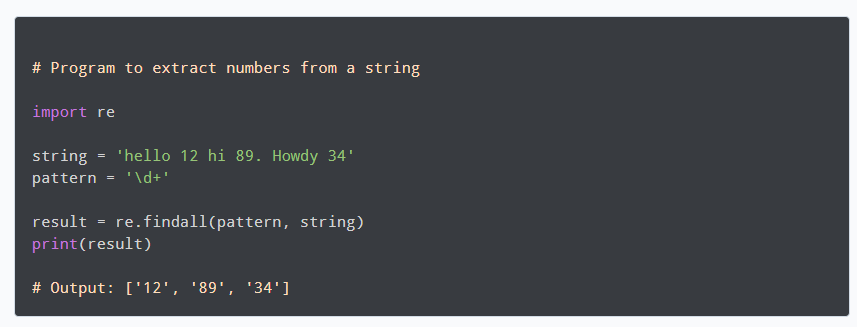 # Program to extract numbers from a string
import re
string = 'hello 12 hi 89. Howdy 34'
pattern = '\d+'
result = re.findall(pattern, string)
print(result)
# Output: ['12', '89', '34']